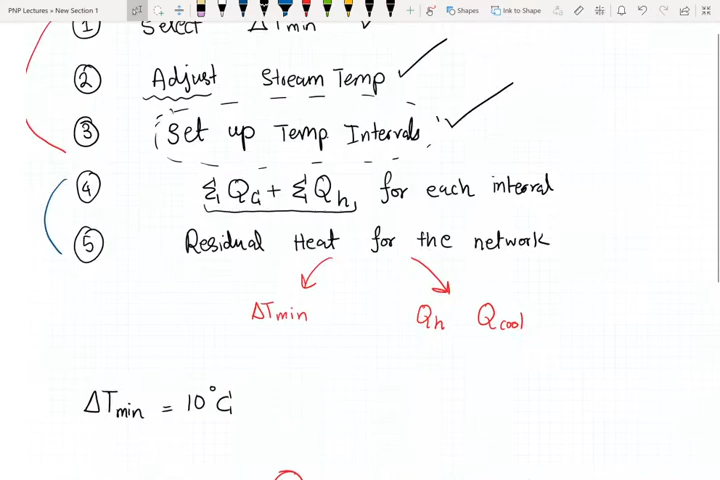 PNP Lectures » New Section 1
Shapes
Ink to Shape
① Select ΔTmin ✓
② Adjust Stream Temp ✓
③ Set up Temp Intervals ✓
④ ΣQc + ΣQh for each interval
⑤ Residual Heat for the network
ΔTmin
Qh Qcool
ΔTmin = 10°C